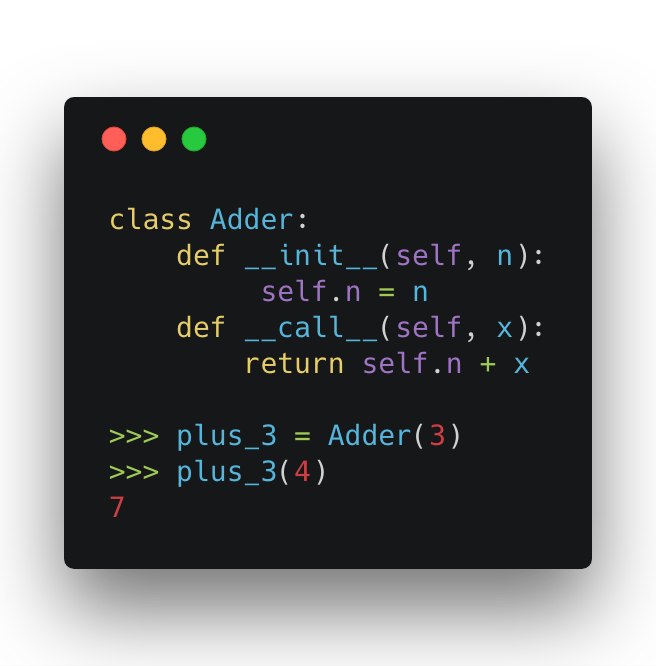 class Adder:
    def __init__(self, n):
         self.n = n
    def __call__(self, x):
        return self.n + x

>>> plus_3 = Adder(3)
>>> plus_3(4)
7